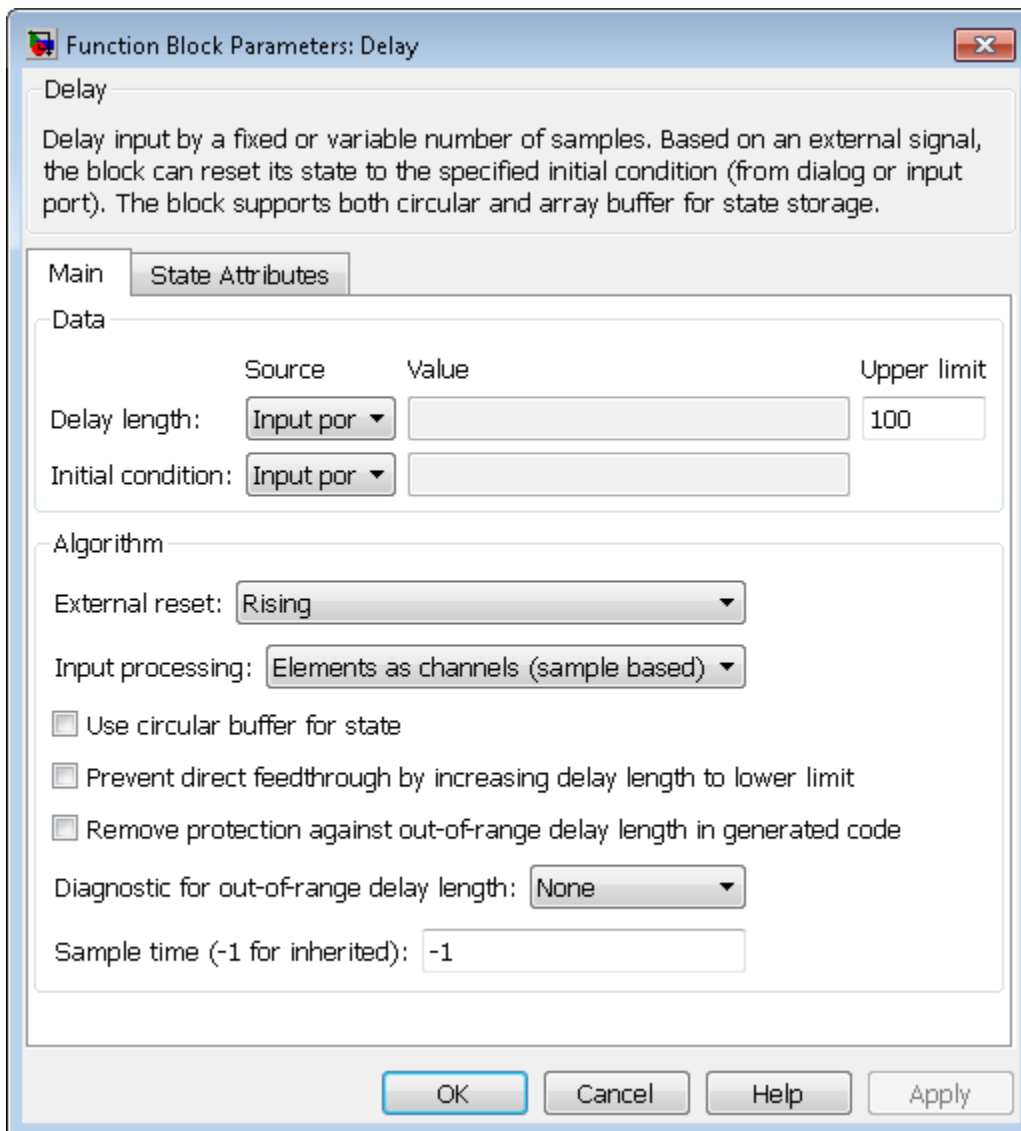 Function Block Parameters: Delay
Delay
Delay input by a fixed or variable number of samples. Based on an external signal,
the block can reset its state to the specified initial condition (from dialog or input
port). The block supports both circular and array buffer for state storage.
Main State Attributes
Data
Source Value Upper limit
Delay length: Input por 100
Initial condition: Input por
Algorithm
External reset: Rising
Input processing: Elements as channels (sample based)
Use circular buffer for state
Prevent direct feedthrough by increasing delay length to lower limit
Remove protection against out-of-range delay length in generated code
Diagnostic for out-of-range delay length: None
Sample time (-1 for inherited): -1
OK Cancel Help Apply